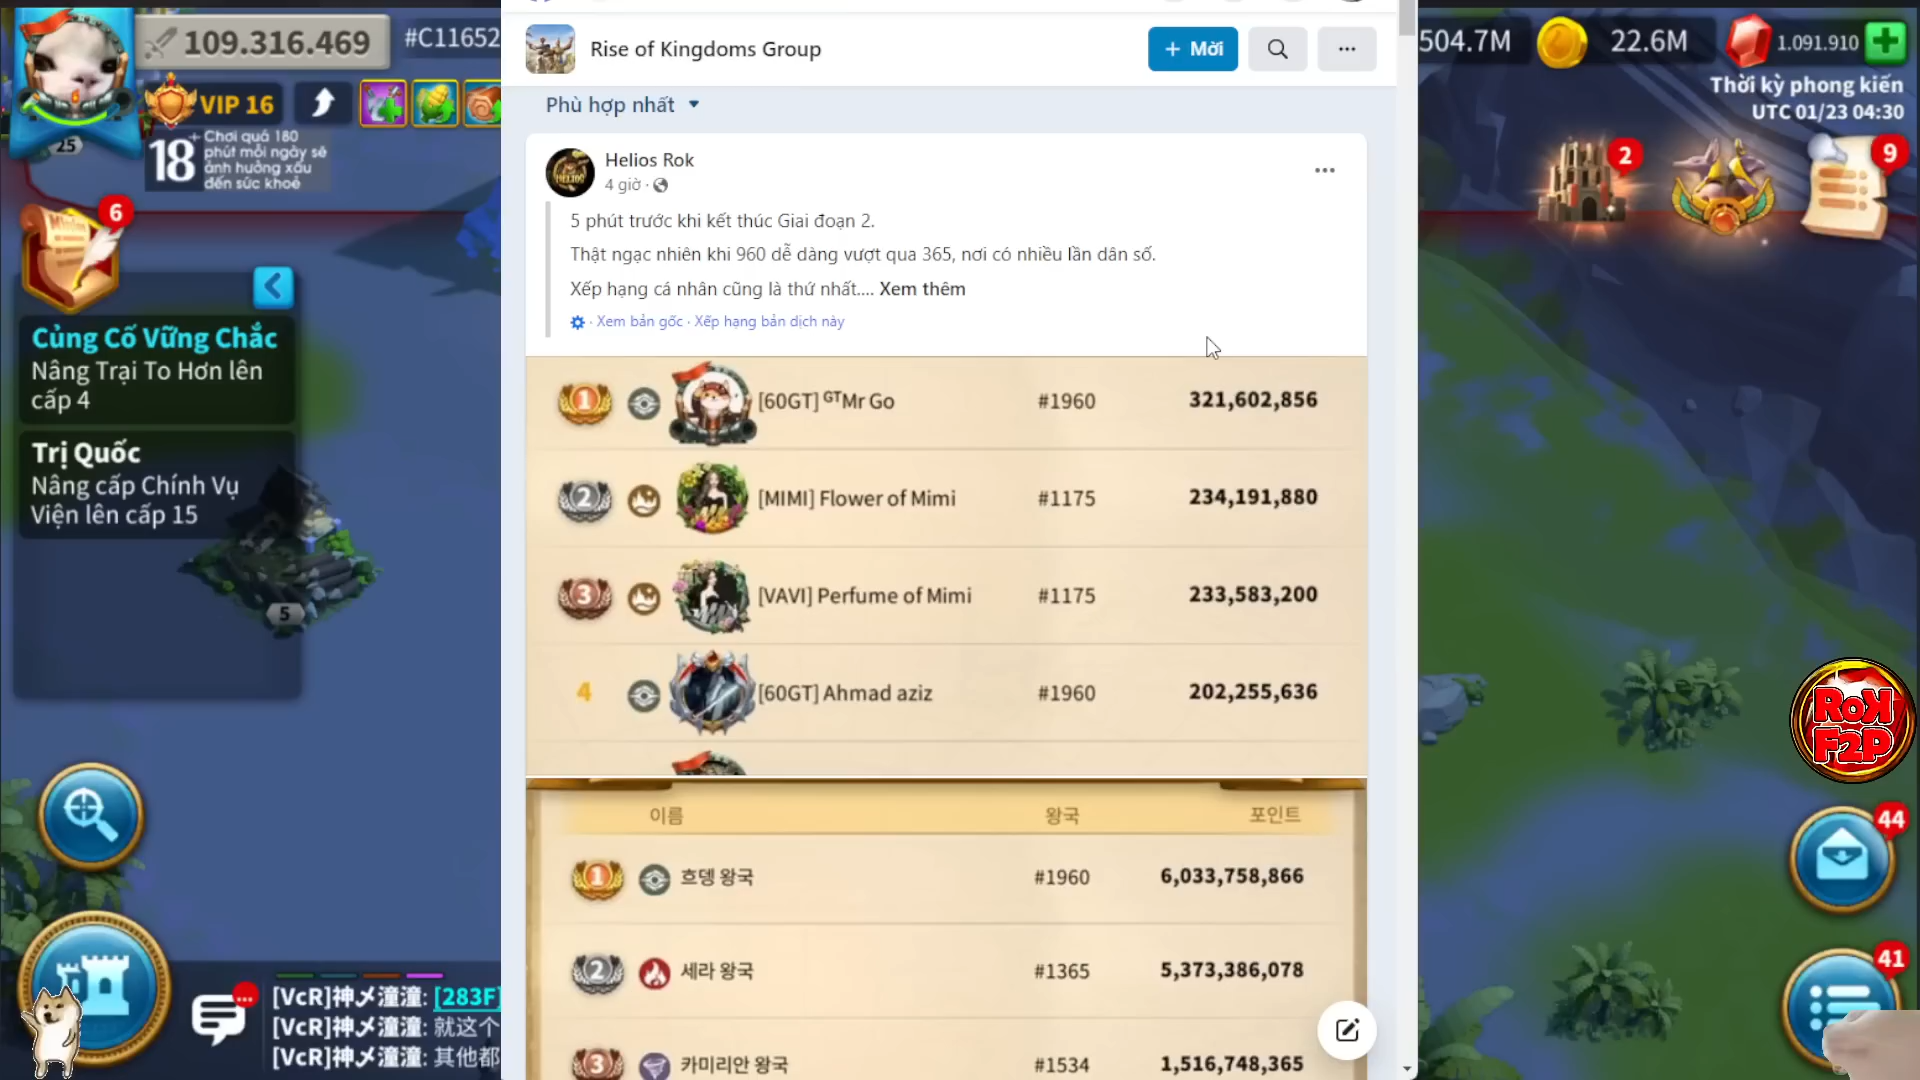 109.316.469
#C11652
VIP 16
25
18+
Chơi quá 180
phút mỗi ngày sẽ
ảnh hưởng xấu
đến sức khoẻ
6
Củng Cố Vững Chắc
Nâng Trại To Hơn lên
cấp 4
Trị Quốc
Nâng cấp Chính Vụ
Viện lên cấp 15
5
[VcR]神乄潼潼: [283F]
[VcR]神乄潼潼: 就这个
[VcR]神乄潼潼: 其他都
Rise of Kingdoms Group
+ Mời
Phù hợp nhất
Helios Rok
4 giờ ·
5 phút trước khi kết thúc Giai đoạn 2.
Thật ngạc nhiên khi 960 dễ dàng vượt qua 365, nơi có nhiều lần dân số.
Xếp hạng cá nhân cũng là thứ nhất.... Xem thêm
· Xem bản gốc · Xếp hạng bản dịch này
1 [60GT] ᴳᵀMr Go #1960 321,602,856
2 [MIMI] Flower of Mimi #1175 234,191,880
3 [VAVI] Perfume of Mimi #1175 233,583,200
4 [60GT] Ahmad aziz #1960 202,255,636
이름 왕국 포인트
1 흐뎅 왕국 #1960 6,033,758,866
2 세라 왕국 #1365 5,373,386,078
3 카미리안 왕국 #1534 1,516,748,365
504.7M
22.6M
1.091.910
Thời kỳ phong kiến
UTC 01/23 04:30
2
9
RoK
F2P
44
41